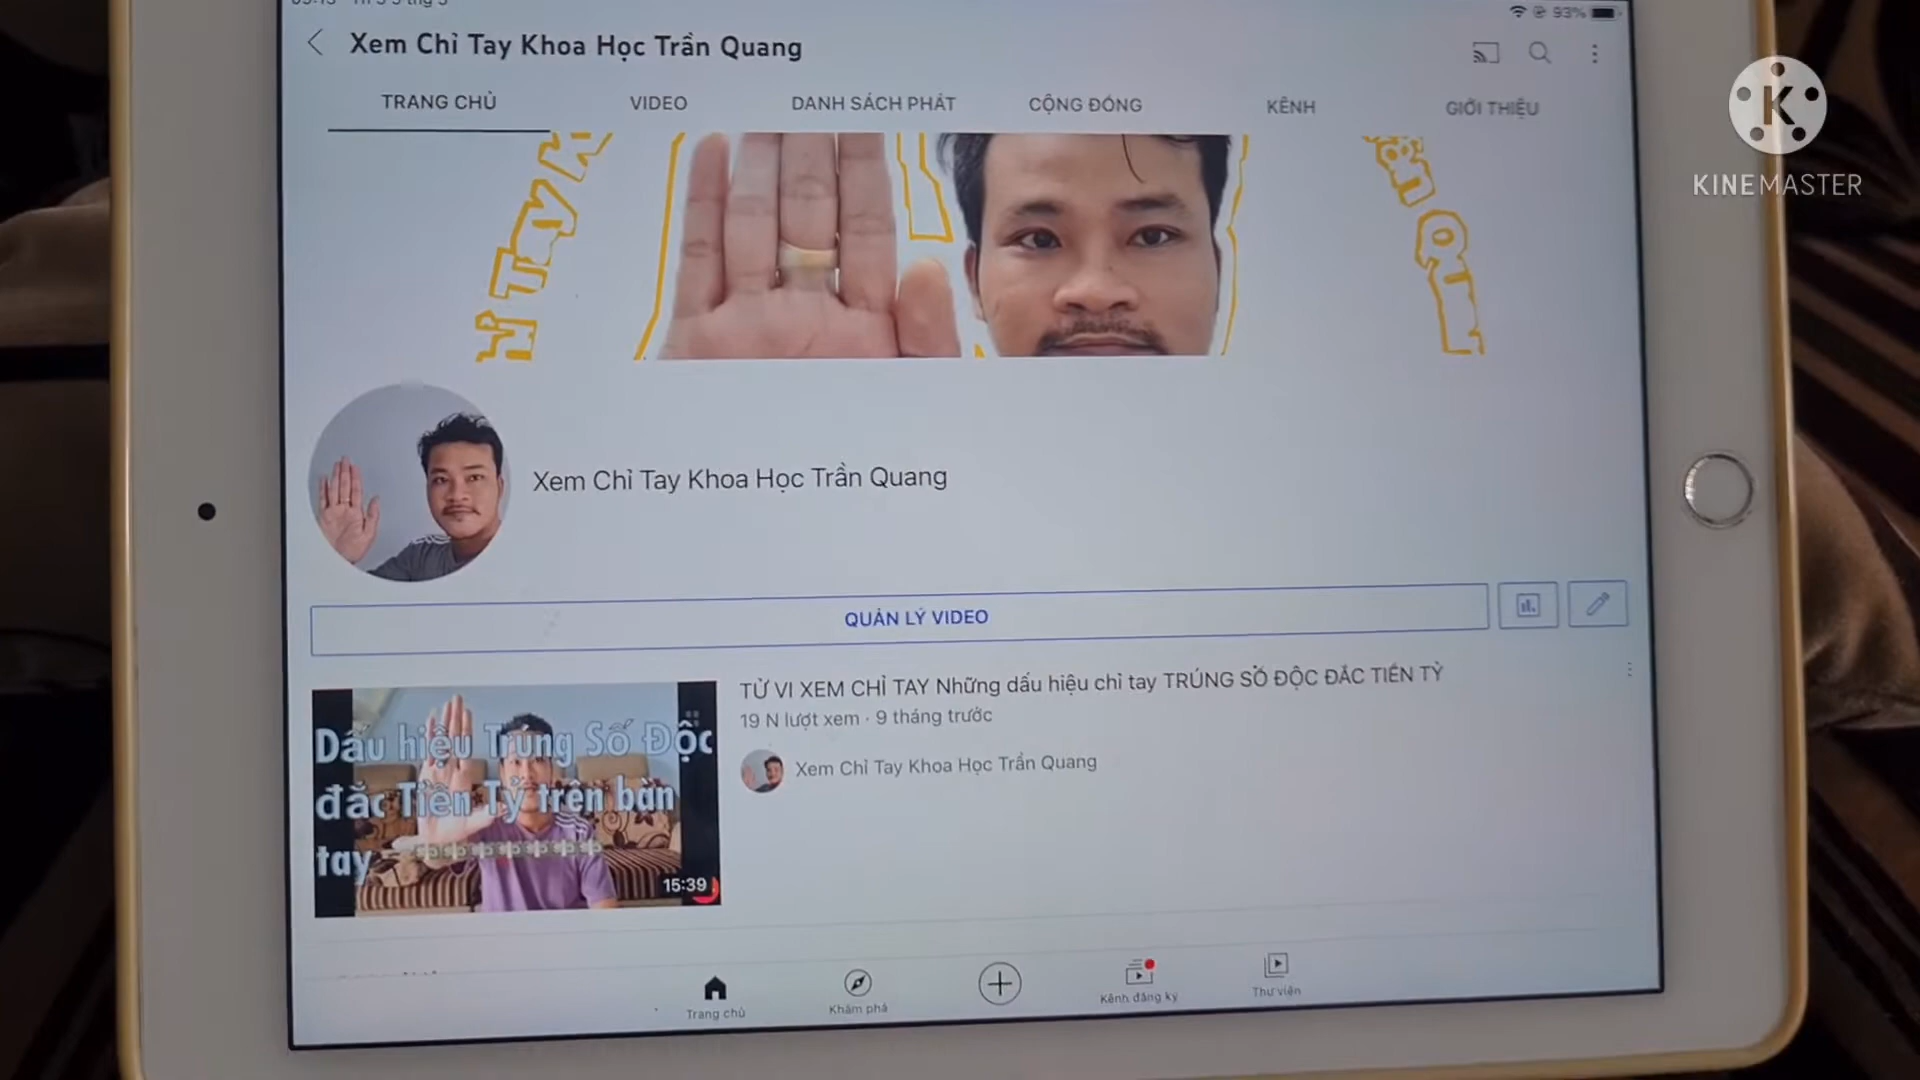 93%
Xem Chỉ Tay Khoa Học Trần Quang
TRANG CHỦ
VIDEO
DANH SÁCH PHÁT
CỘNG ĐỒNG
KÊNH
GIỚI THIỆU
K
KINEMASTER
Xem Chỉ Tay Khoa Học Trần Quang
QUẢN LÝ VIDEO
TỬ VI XEM CHỈ TAY Những dấu hiệu chỉ tay TRÚNG SỐ ĐỘC ĐẮC TIỀN TỶ
19 N lượt xem · 9 tháng trước
Xem Chỉ Tay Khoa Học Trần Quang
Dấu hiệu Trúng Số Độc
đắc Tiền Tỷ trên bàn
tay
15:39
Trang chủ
Khám phá
Kênh đăng ký
Thư viện